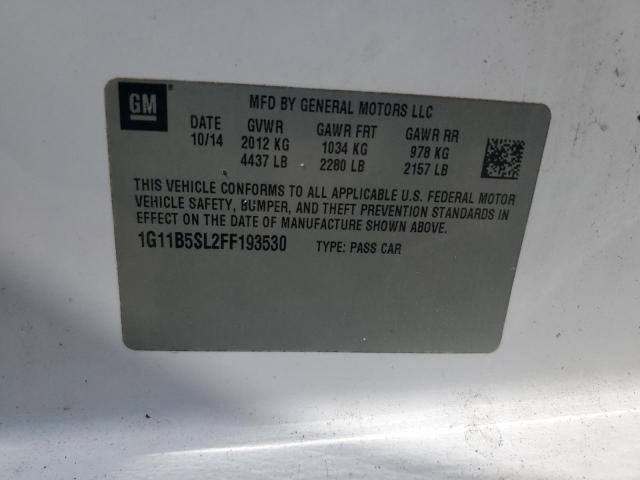 GM
MFD BY GENERAL MOTORS LLC
DATE GVWR GAWR FRT GAWR RR
10/14 2012 KG 1034 KG 978 KG
4437 LB 2280 LB 2157 LB
THIS VEHICLE CONFORMS TO ALL APPLICABLE U.S. FEDERAL MOTOR
VEHICLE SAFETY, BUMPER, AND THEFT PREVENTION STANDARDS IN
EFFECT ON THE DATE OF MANUFACTURE SHOWN ABOVE.
1G11B5SL2FF193530 TYPE: PASS CAR